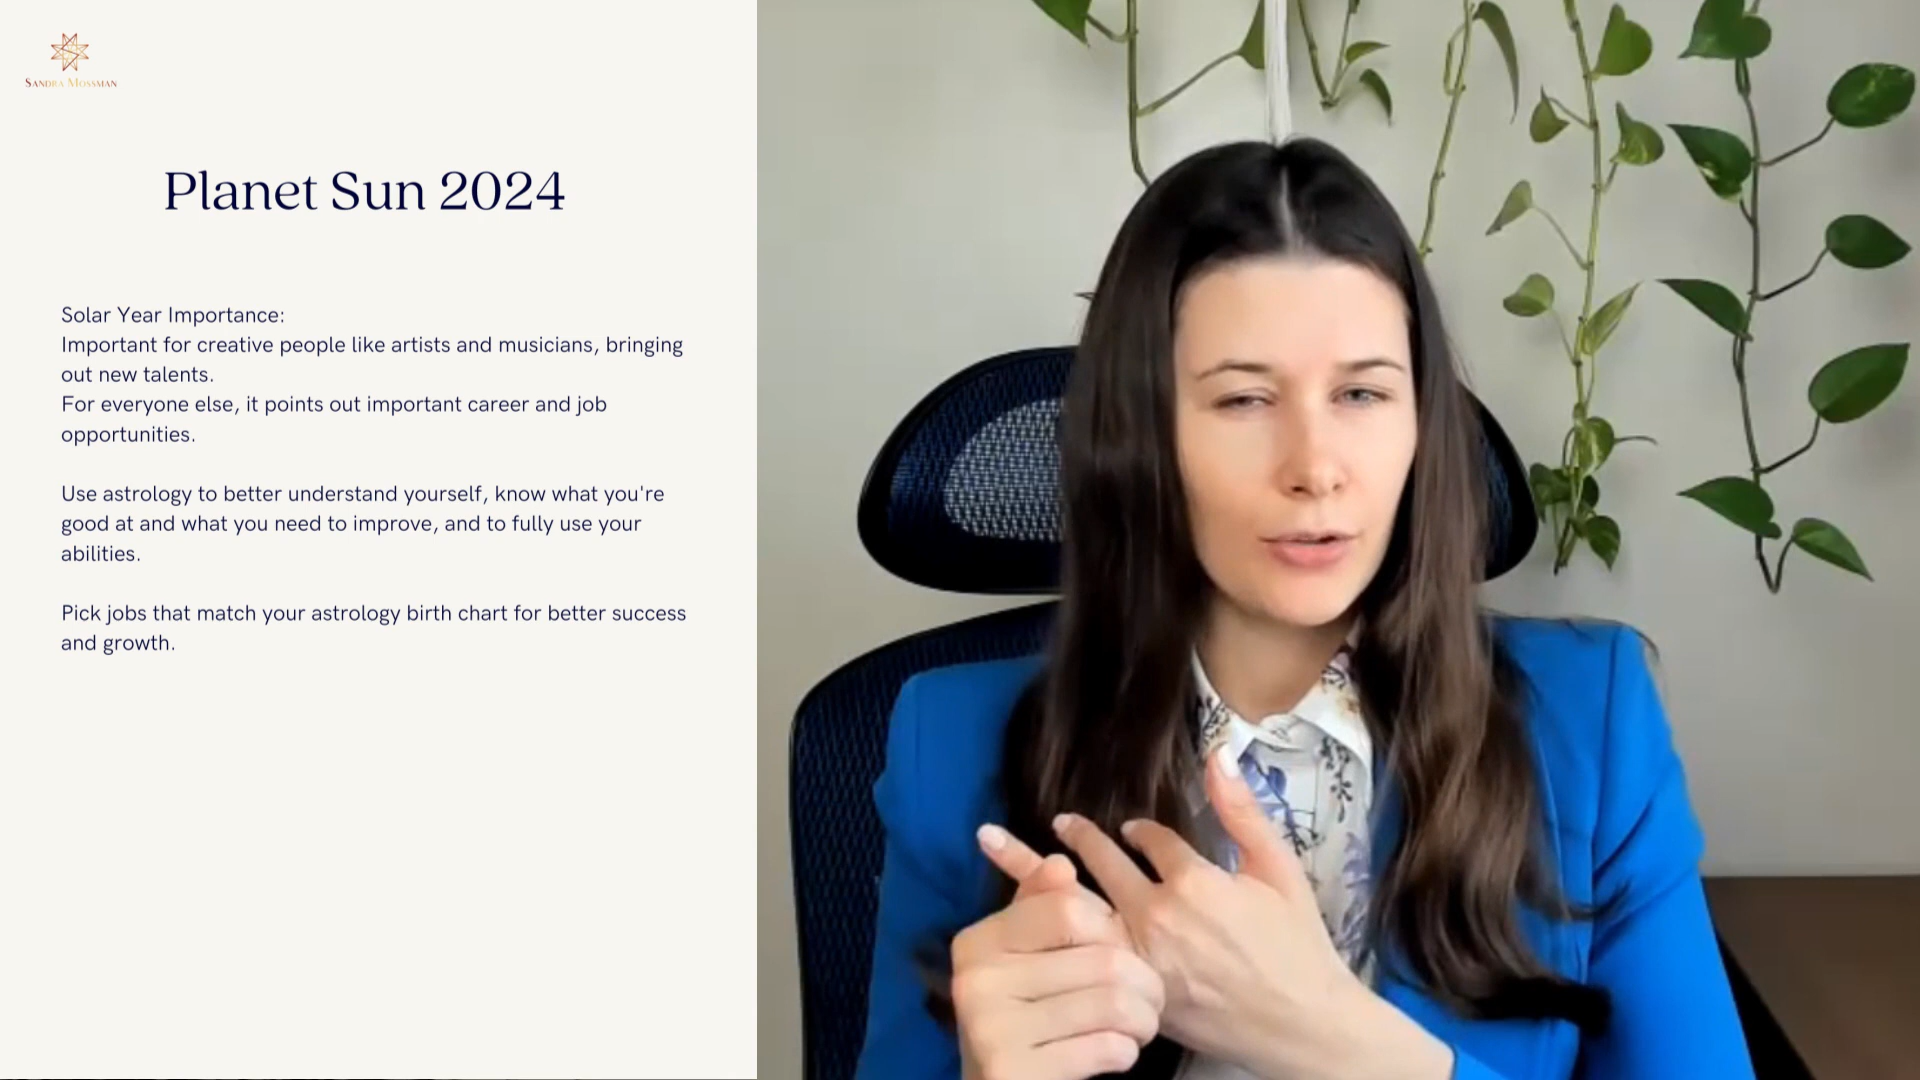 SANDRA MOSSMAN
Planet Sun 2024
Solar Year Importance:
Important for creative people like artists and musicians, bringing
out new talents.
For everyone else, it points out important career and job
opportunities.
Use astrology to better understand yourself, know what you're
good at and what you need to improve, and to fully use your
abilities.
Pick jobs that match your astrology birth chart for better success
and growth.